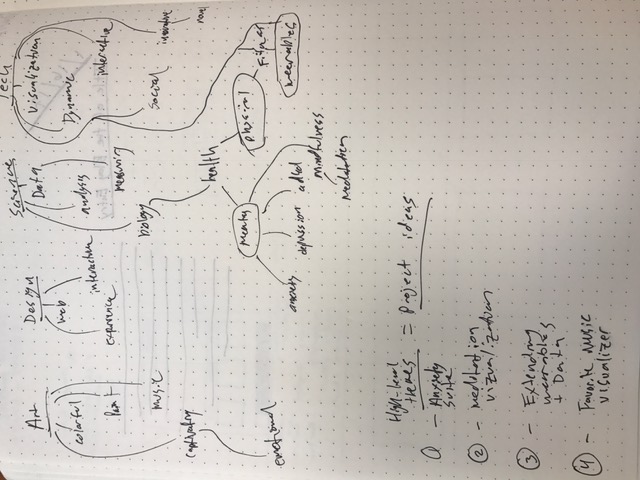 Art
Design
Science
Tech
colorful
Paint
music
captivating
emotional
web
experience
interactive
Data
analysis
measuring
biology
health
mental
anxiety
depression
adhd
mindfulness
meditation
physical
Fitness
wearables
visualization
Dynamic
interactive
social
innovative
novel
High-level
themes = Project ideas
1 - Anxiety
suite
2 - meditation
vizualization
3 - Extending
wearables
+ Data
4 - Favorite music
visualizer